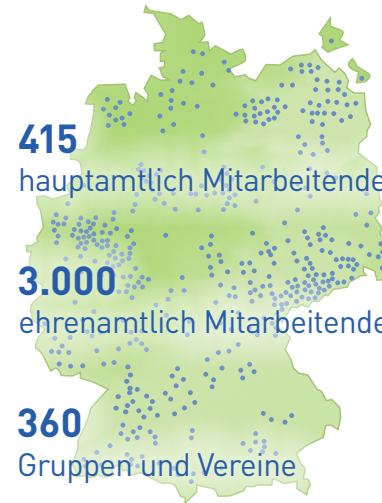 415
hauptamtlich Mitarbeitende
3.000
ehrenamtlich Mitarbeitende
360
Gruppen und Vereine